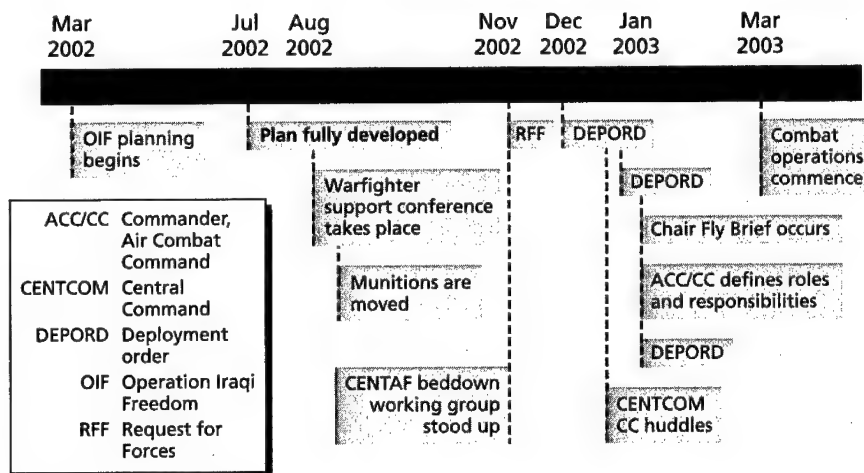 Mar
2002
Jul
2002
Aug
2002
Nov
2002
Dec
2002
Jan
2003
Mar
2003
OIF planning
begins
Plan fully developed
RFF
DEPORD
Combat
operations
commence
Warfighter
support conference
takes place
DEPORD
Chair Fly Brief occurs
Munitions are
moved
ACC/CC defines roles
and responsibilities
DEPORD
CENTAF beddown
working group
stood up
CENTCOM
CC huddles
ACC/CC Commander,
Air Combat
Command
CENTCOM Central
Command
DEPORD Deployment
order
OIF Operation Iraqi
Freedom
RFF Request for
Forces